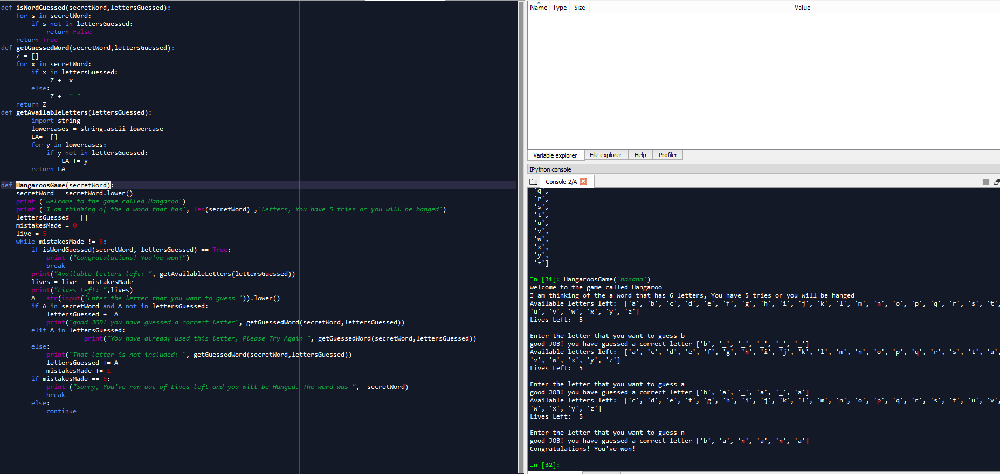 def isWordGuessed(secretWord,lettersGuessed):
    for s in secretWord:
        if s not in lettersGuessed:
            return False
    return True
def getGuessedWord(secretWord,lettersGuessed):
    Z = []
    for x in secretWord:
        if x in lettersGuessed:
             Z += x
        else:
             Z += "_"
    return Z
def getAvailableLetters(lettersGuessed):
        import string
        lowercases = string.ascii_lowercase
        LA=  []
        for y in lowercases:
            if y not in lettersGuessed:
                LA += y
        return LA
def HangaroosGame(secretWord):
    secretWord = secretWord.lower()
    print ('welcome to the game called Hangaroo')
    print ('I am thinking of the a word that has', len(secretWord) ,'letters, You have 5 tries or you will be hanged')
    lettersGuessed = []
    mistakesMade = 0
    live = 5
    while mistakesMade != 5:
        if isWordGuessed(secretWord, lettersGuessed) == True:
            print ("Congratulations! You've won!")
            break
        print("Available letters left: ", getAvailableLetters(lettersGuessed))
        lives = live - mistakesMade
        print("Lives Left: ",lives)
        A = str(input('Enter the letter that you want to guess ')).lower()
        if A in secretWord and A not in lettersGuessed:
            lettersGuessed += A
            print("good JOB! you have guessed a correct letter", getGuessedWord(secretWord,lettersGuessed))
        elif A in lettersGuessed:
                      print("You have already used this letter, Please Try Again ", getGuessedWord(secretWord,lettersGuessed))
        else:
            print("That letter is not included: ", getGuessedWord(secretWord,lettersGuessed))
            lettersGuessed += A
            mistakesMade += 1
        if mistakesMade == 5:
            print ("Sorry, You've ran out of Lives left and you will be Hanged. The word was ",  secretWord)
            break
        else:
            continue
Name Type Size Value
Variable explorer File explorer Help Profiler
IPython console
Console 2/A
'q',
'r',
's',
't',
'u',
'v',
'w',
'x',
'y',
'z']
In [31]: HangaroosGame('banana')
welcome to the game called Hangaroo
I am thinking of the a word that has 6 letters, You have 5 tries or you will be hanged
Available letters left:  ['a', 'b', 'c', 'd', 'e', 'f', 'g', 'h', 'i', 'j', 'k', 'l', 'm', 'n', 'o', 'p', 'q', 'r', 's', 't',
'u', 'v', 'w', 'x', 'y', 'z']
Lives Left:  5
Enter the letter that you want to guess b
good JOB! you have guessed a correct letter ['b', '_', '_', '_', '_', '_']
Available letters left:  ['a', 'c', 'd', 'e', 'f', 'g', 'h', 'i', 'j', 'k', 'l', 'm', 'n', 'o', 'p', 'q', 'r', 's', 't', 'u',
'v', 'w', 'x', 'y', 'z']
Lives Left:  5
Enter the letter that you want to guess a
good JOB! you have guessed a correct letter ['b', 'a', '_', 'a', '_', 'a']
Available letters left:  ['c', 'd', 'e', 'f', 'g', 'h', 'i', 'j', 'k', 'l', 'm', 'n', 'o', 'p', 'q', 'r', 's', 't', 'u', 'v',
'w', 'x', 'y', 'z']
Lives Left:  5
Enter the letter that you want to guess n
good JOB! you have guessed a correct letter ['b', 'a', 'n', 'a', 'n', 'a']
Congratulations! You've won!
In [32]: